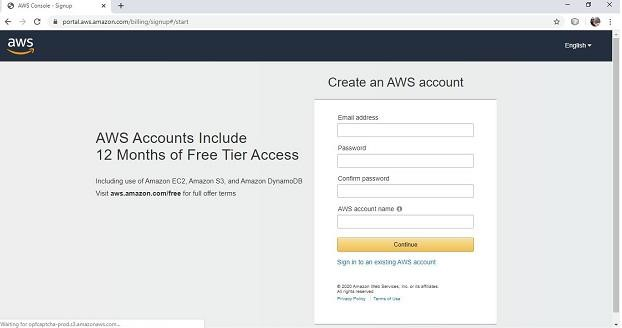 AWS Console - Signup
portal.aws.amazon.com/billing/signup#/start
aws
English
Create an AWS account
AWS Accounts Include
12 Months of Free Tier Access
Including use of Amazon EC2, Amazon S3, and Amazon DynamoDB
Visit aws.amazon.com/free for full offer terms
Email address
Password
Confirm password
AWS account name
Continue
Sign in to an existing AWS account
© 2020 Amazon Web Services, Inc. or its affiliates.
All rights reserved.
Privacy Policy | Terms of Use
Waiting for opfcaptcha-prod.s3.amazonaws.com...